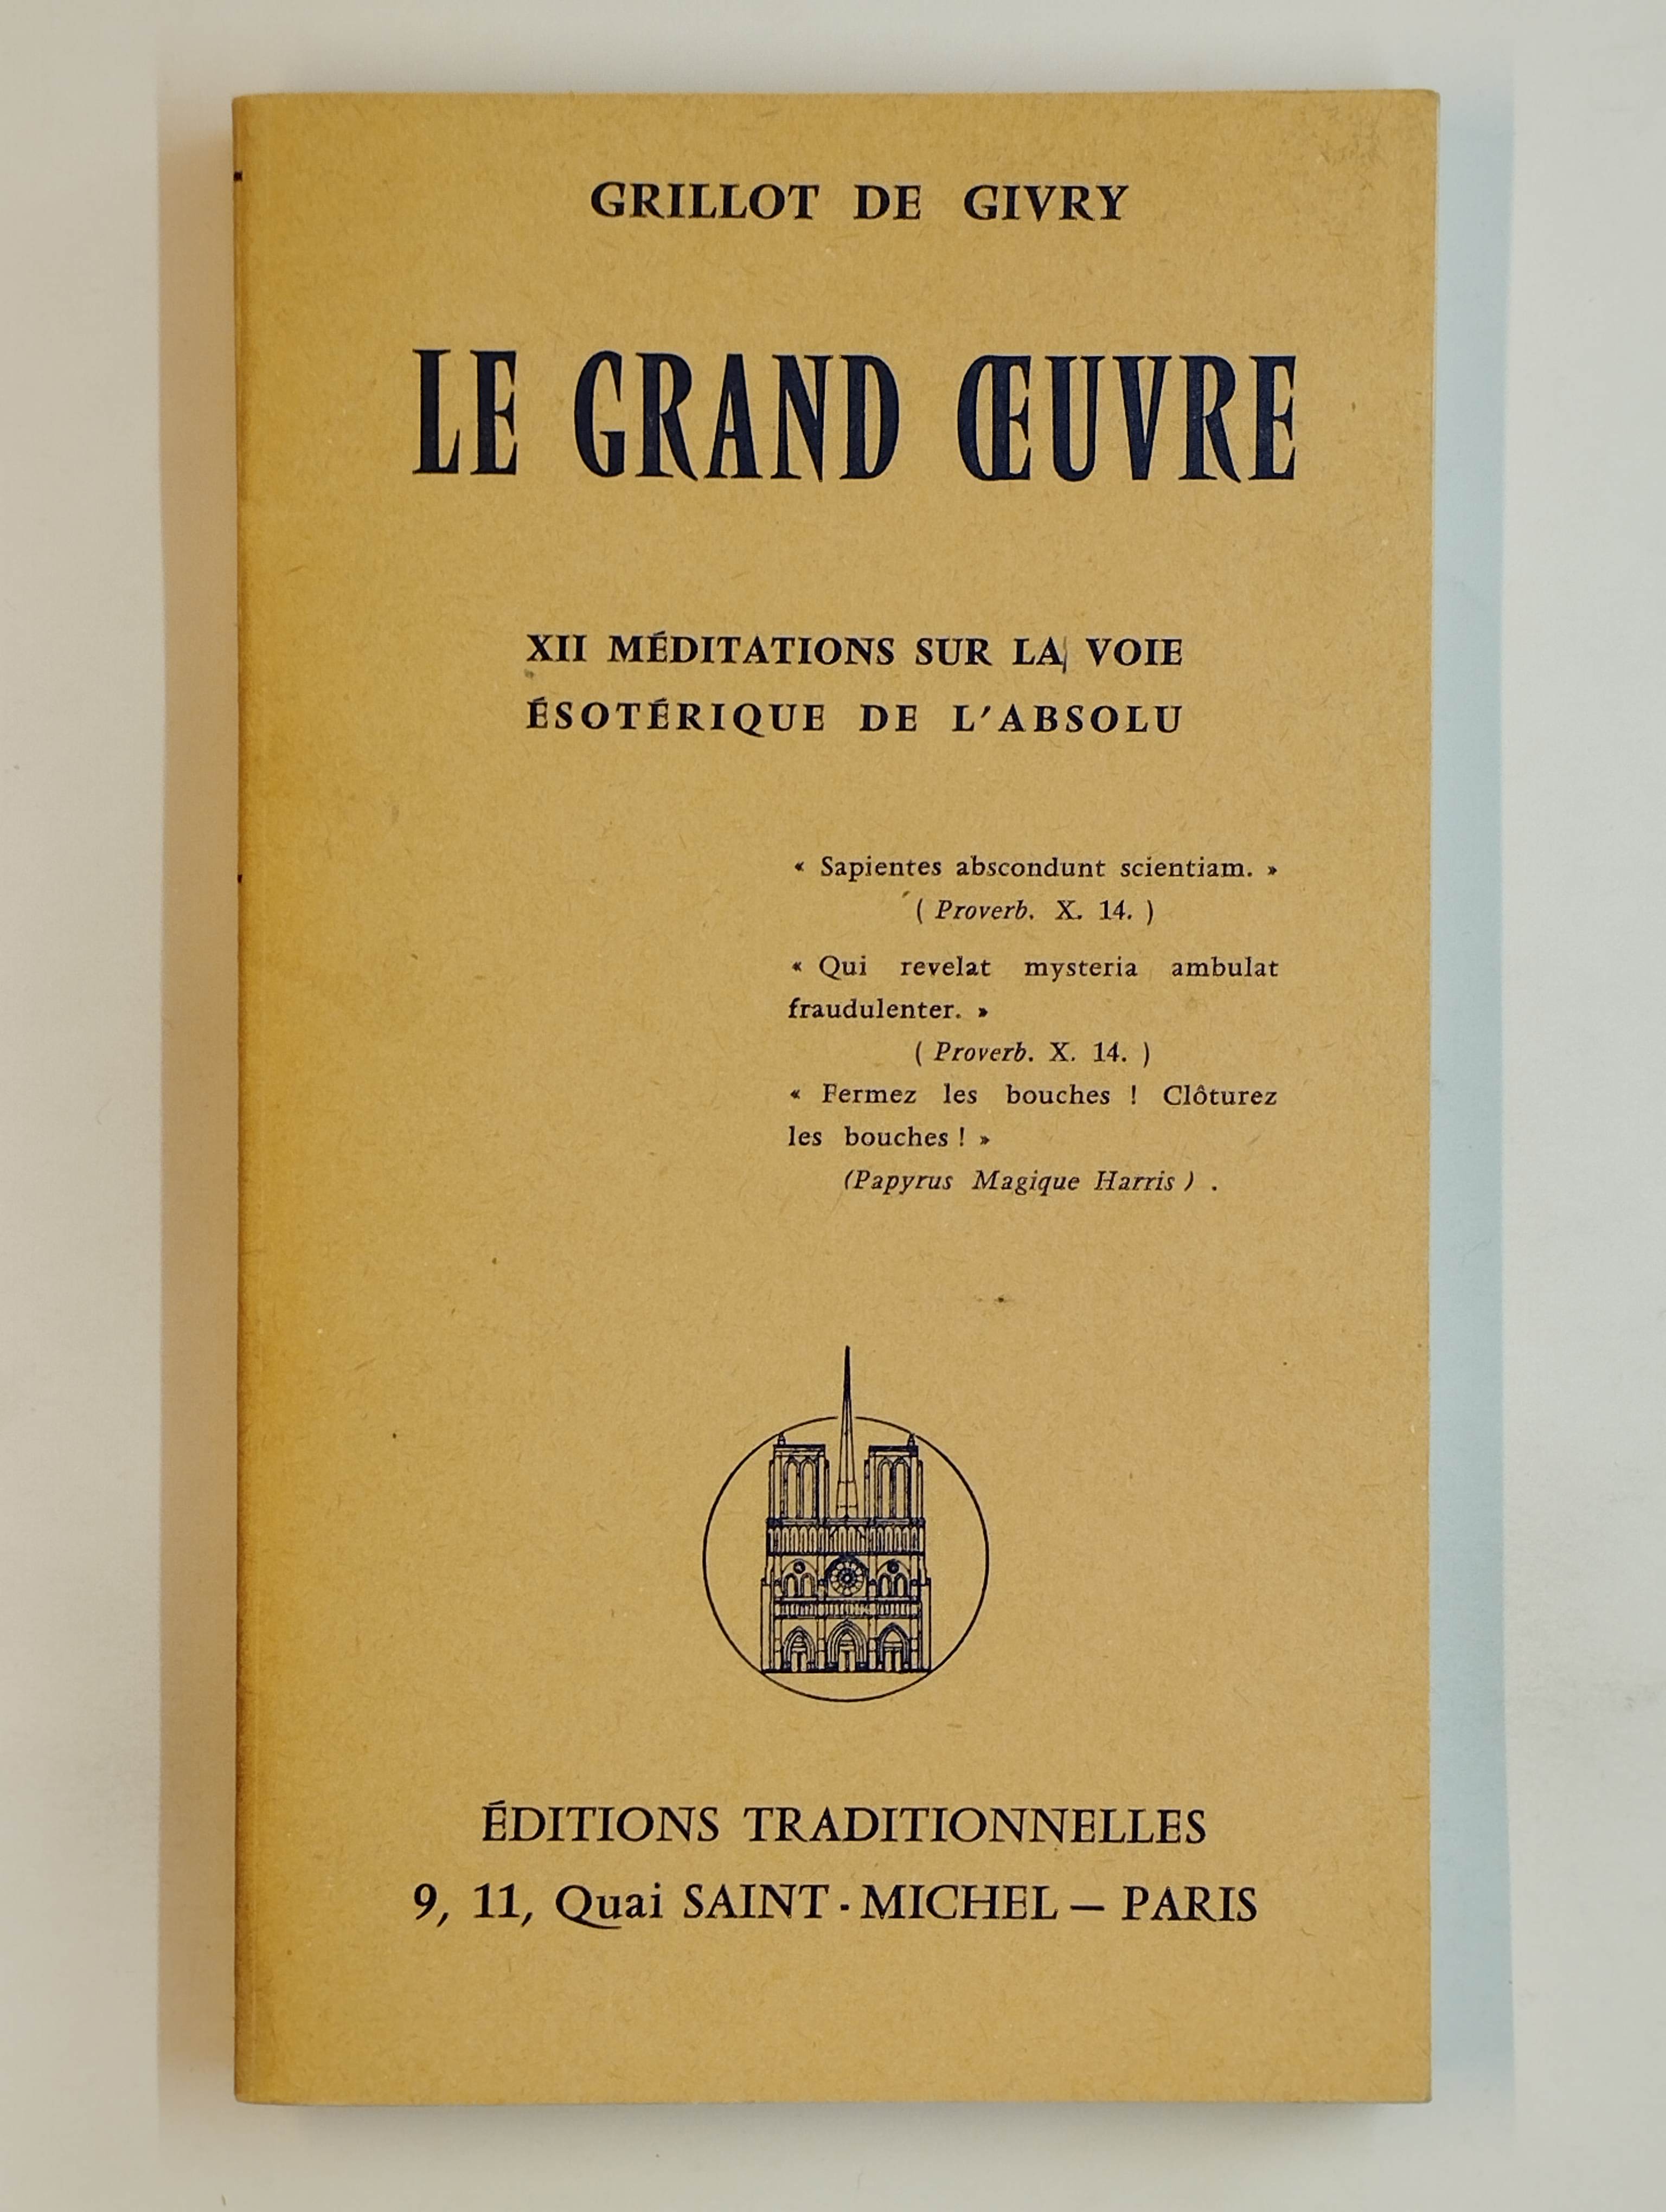 GRILLOT DE GIVRY
LE GRAND ŒUVRE
XII MÉDITATIONS SUR LA VOIE
ÉSOTÉRIQUE DE L'ABSOLU
« Sapientes abscondunt scientiam. »
( Proverb. X. 14. )
« Qui revelat mysteria ambulat
fraudulenter. »
( Proverb. X. 14. )
« Fermez les bouches ! Clôturez
les bouches ! »
(Papyrus Magique Harris ) .
ÉDITIONS TRADITIONNELLES
9, 11, Quai SAINT - MICHEL — PARIS